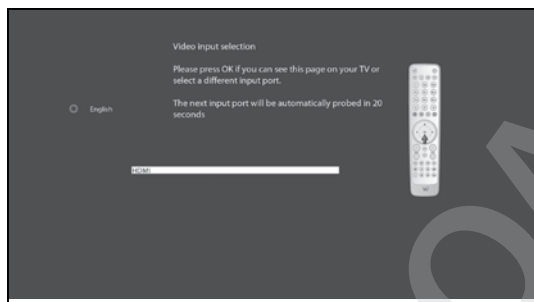 Video input selection
Please press OK if you can see this page on your TV or
select a different input port.
English
The next input port will be automatically probed in 20
seconds
HDMI